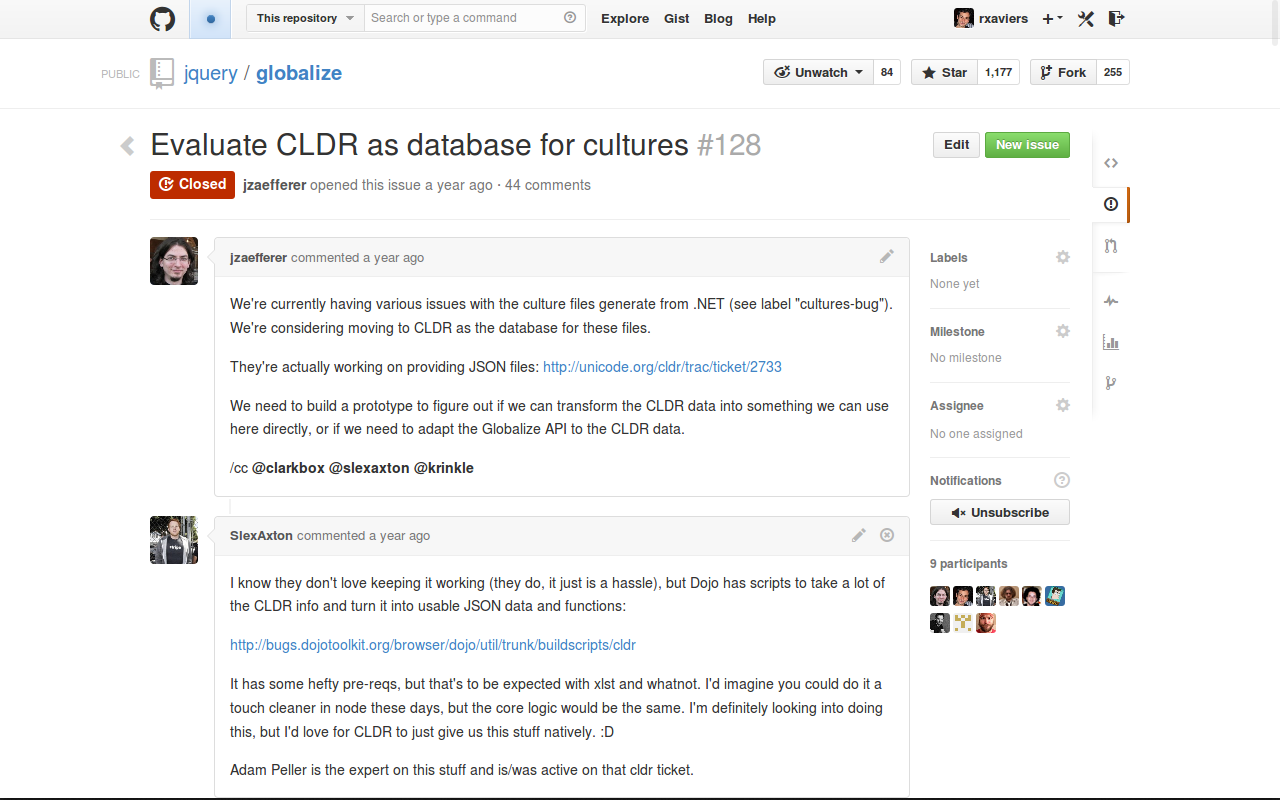 This repository
Search or type a command
Explore Gist Blog Help
rxaviers
PUBLIC
jquery / globalize
Unwatch 84
Star 1,177
Fork 255
Evaluate CLDR as database for cultures #128
Edit
New issue
Closed
jzaefferer opened this issue a year ago · 44 comments
jzaefferer commented a year ago
We're currently having various issues with the culture files generate from .NET (see label "cultures-bug").
We're considering moving to CLDR as the database for these files.
They're actually working on providing JSON files: http://unicode.org/cldr/trac/ticket/2733
We need to build a prototype to figure out if we can transform the CLDR data into something we can use
here directly, or if we need to adapt the Globalize API to the CLDR data.
/cc @clarkbox @slexaxton @krinkle
SlexAxton commented a year ago
I know they don't love keeping it working (they do, it just is a hassle), but Dojo has scripts to take a lot of
the CLDR info and turn it into usable JSON data and functions:
http://bugs.dojotoolkit.org/browser/dojo/util/trunk/buildscripts/cldr
It has some hefty pre-reqs, but that's to be expected with xlst and whatnot. I'd imagine you could do it a
touch cleaner in node these days, but the core logic would be the same. I'm definitely looking into doing
this, but I'd love for CLDR to just give us this stuff natively. :D
Adam Peller is the expert on this stuff and is/was active on that cldr ticket.
Labels
None yet
Milestone
No milestone
Assignee
No one assigned
Notifications
Unsubscribe
9 participants